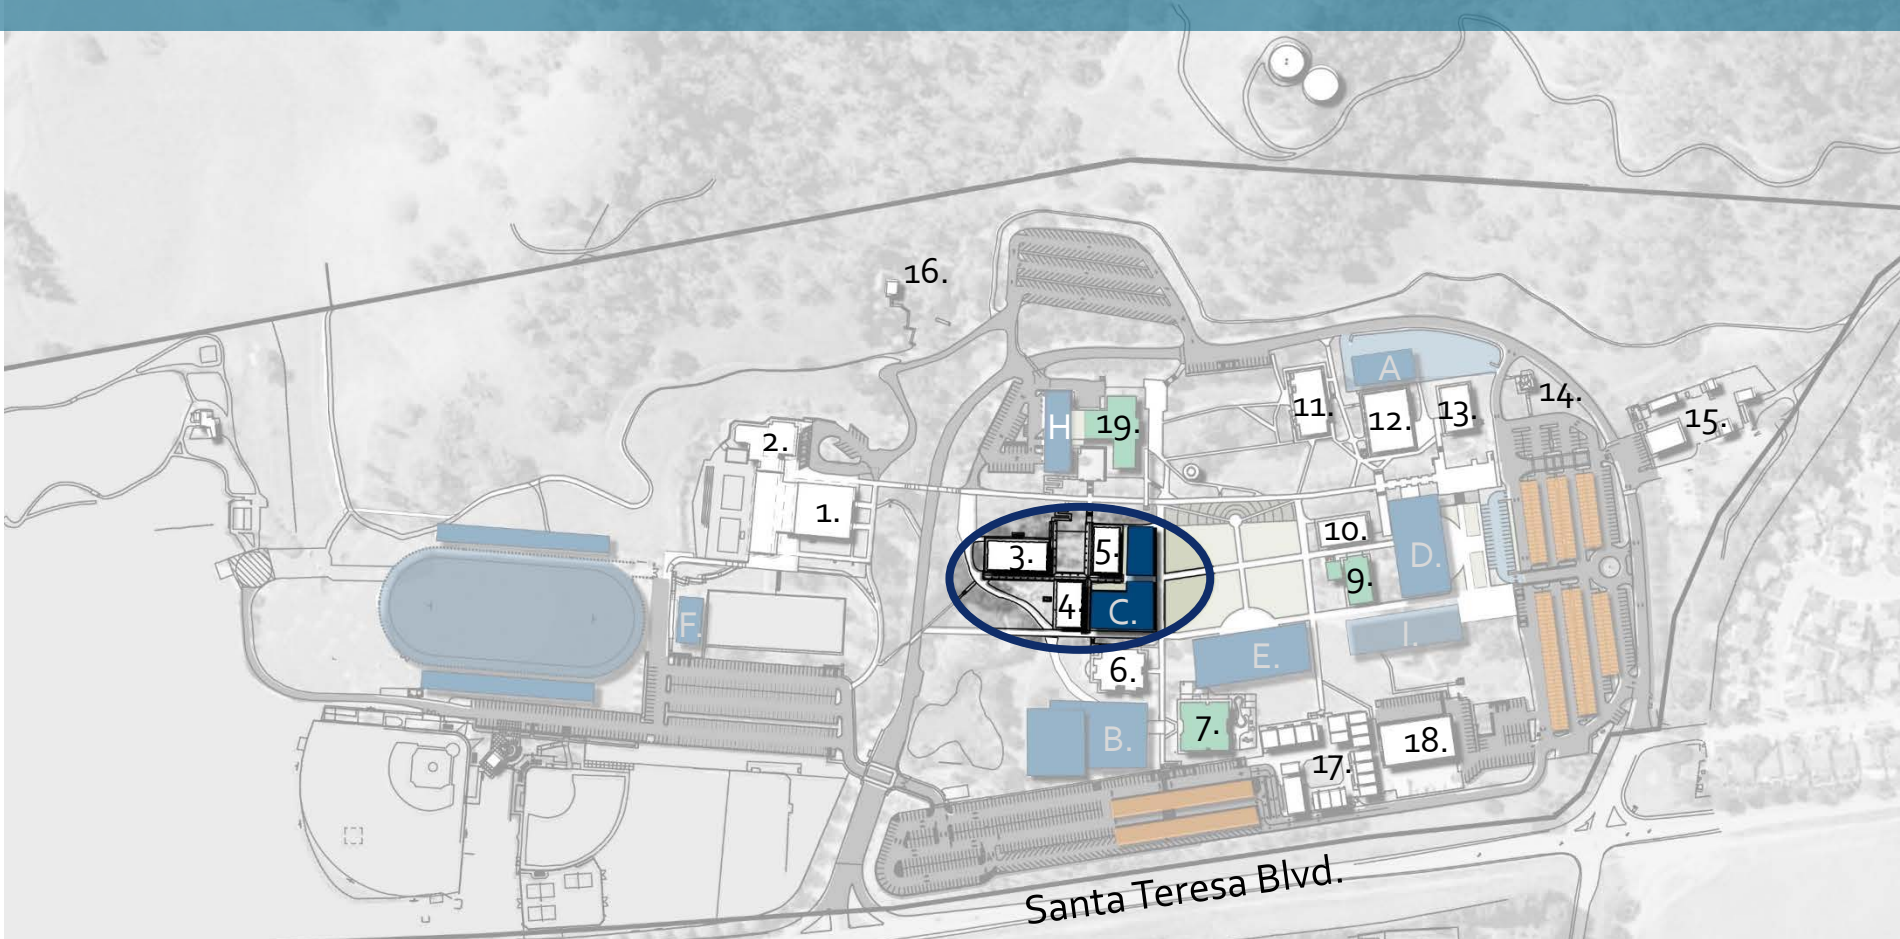 16.
A
14.
11.
12.
13.
15.
H
19.
2.
1.
10.
3.
5.
D.
9.
4.
C.
F.
I.
E.
6.
B.
7.
18.
17.
Santa Teresa Blvd.